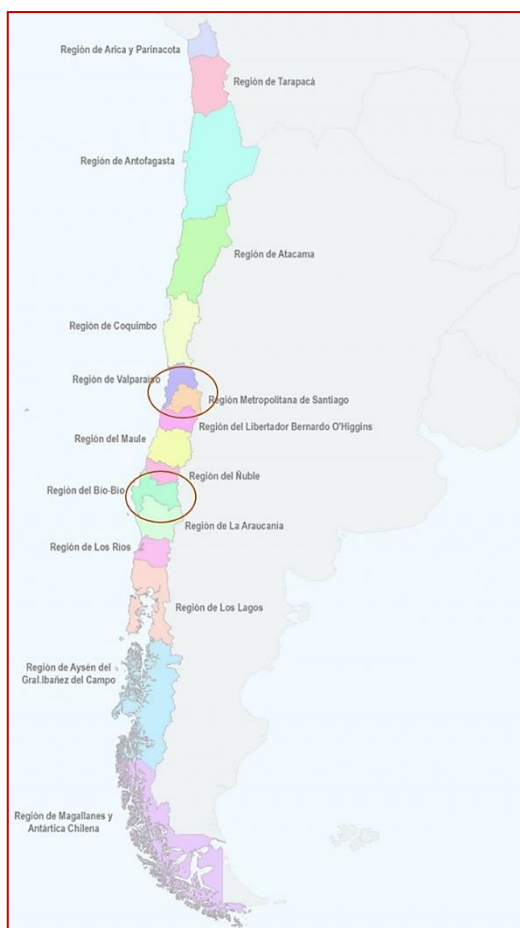 Región de Arica y Parinacota
Región de Tarapacá
Región de Antofagasta
Región de Atacama
Región de Coquimbo
Región de Valparaíso
Región Metropolitana de Santiago
Región del Libertador Bernardo O'Higgins
Región del Maule
Región del Ñuble
Región del Bío-Bío
Región de La Araucanía
Región de Los Ríos
Región de Los Lagos
Región de Aysén del
Gral.Ibañez del Campo
Región de Magallanes y
Antártica Chilena